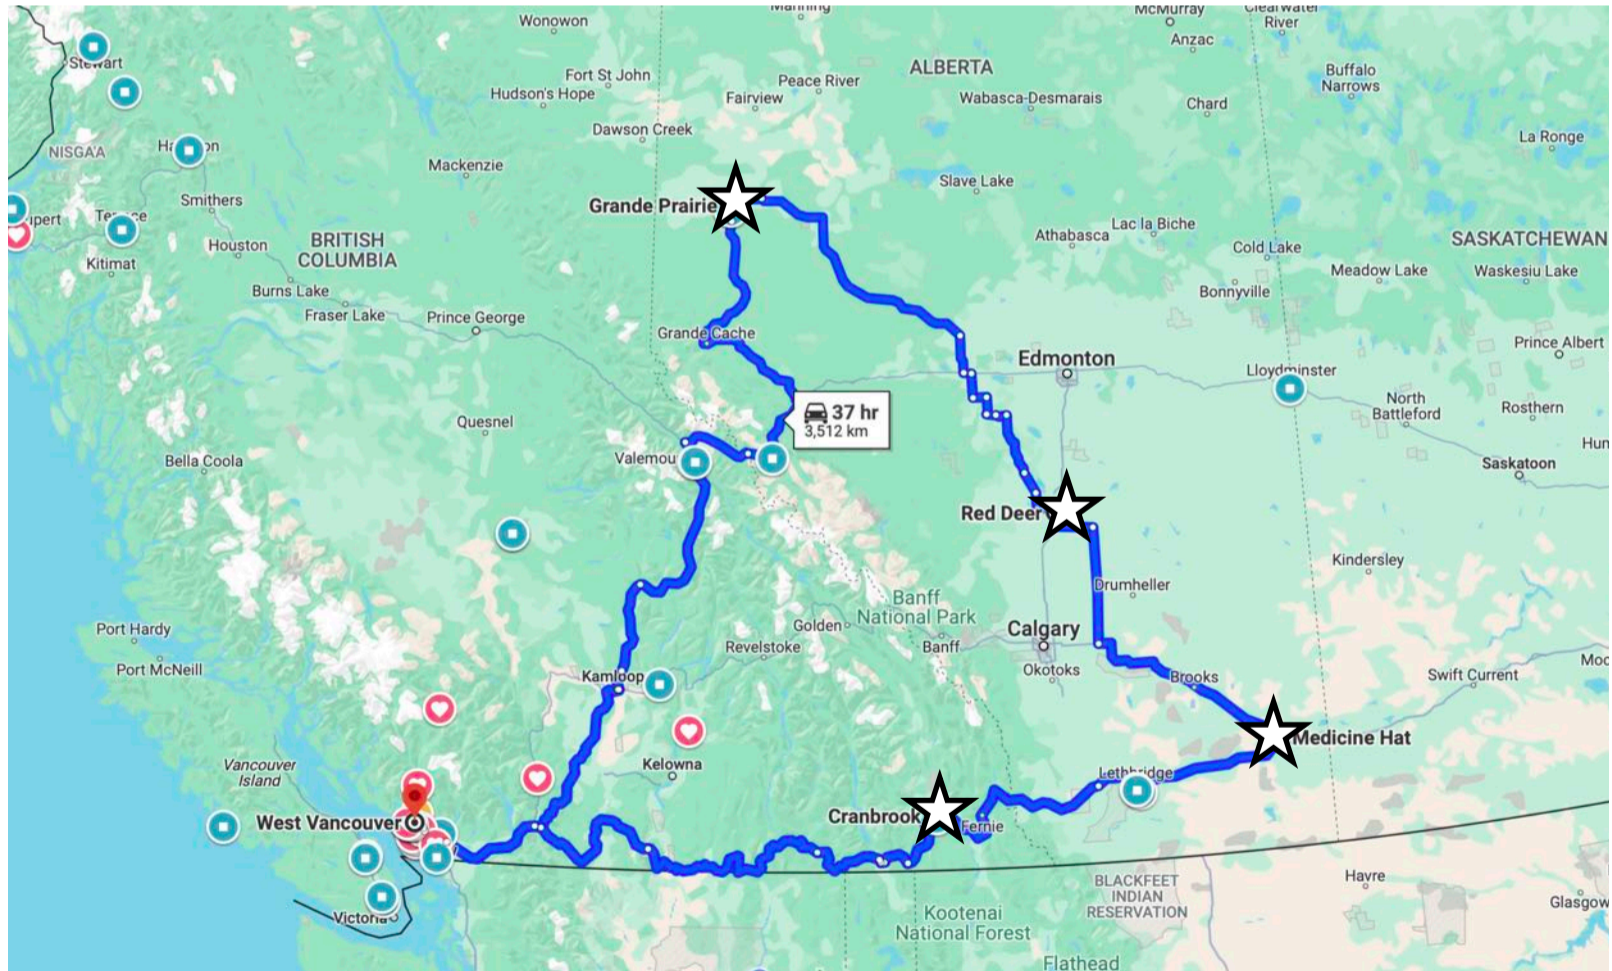 Manning
McMurray
Clearwater
River
Wonowon
Anzac
Stewart
Fort St John
Peace River
ALBERTA
Buffalo
Narrows
Hudson's Hope
Fairview
Wabasca-Desmarais
Chard
Dawson Creek
La Ronge
NISGA'A
Mackenzie
Slave Lake
Smithers
Grande Prairie
Lac la Biche
Athabasca
Cold Lake
SASKATCHEWAN
Houston
BRITISH
COLUMBIA
Kitimat
Meadow Lake
Waskesiu Lake
Burns Lake
Bonnyville
Fraser Lake
Prince George
Grande Cache
Prince Albert
Edmonton
Lloydminster
37 hr
3,512 km
North
Battleford
Rosthern
Quesnel
Hun
Bella Coola
Valemou
Saskatoon
Red Deer
Kindersley
Drumheller
Banff
National Park
Port Hardy
Golden
Calgary
Revelstoke
Banff
Port McNeill
Okotoks
Moo
Kamloop
Brooks
Swift Current
Medicine Hat
Vancouver
Island
Kelowna
Lethbridge
West Vancouver
Cranbrook
Fernie
BLACKFEET
INDIAN
RESERVATION
Havre
Glasgow
Victoria
Kootenai
National Forest
Flathead